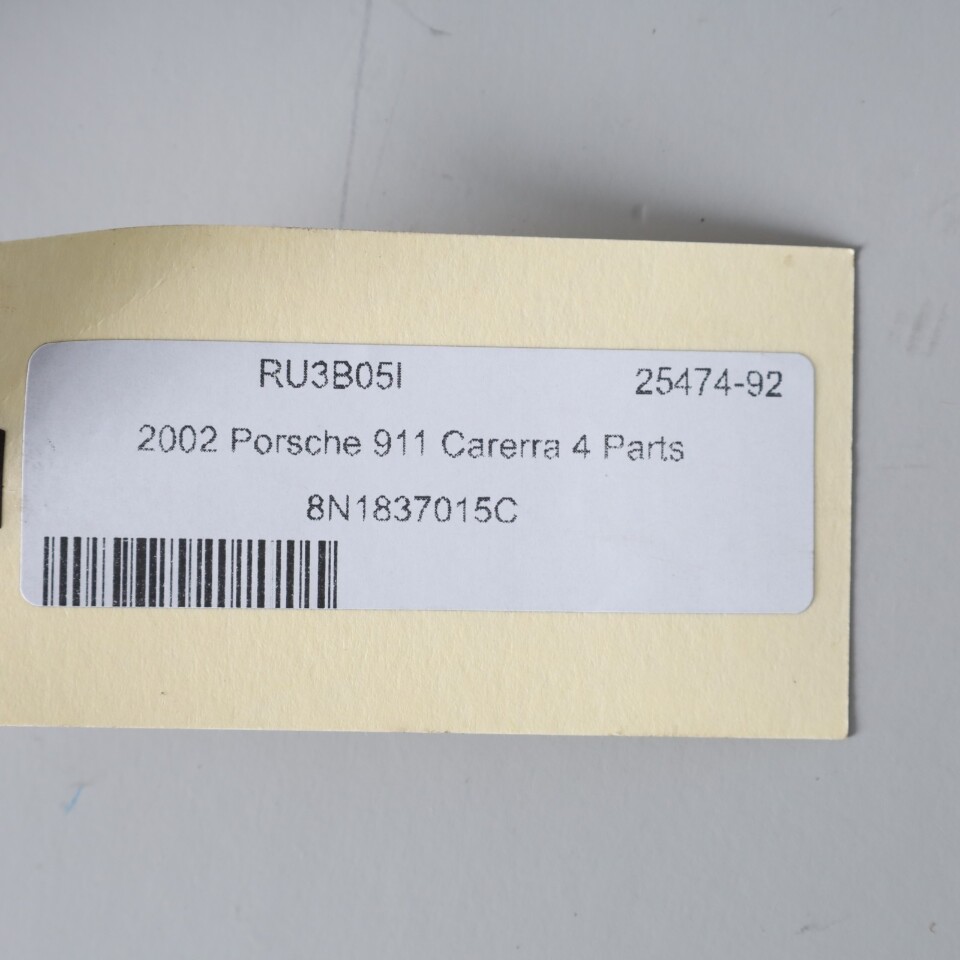 RU3B05I 25474-92
2002 Porsche 911 Carerra 4 Parts
8N1837015C